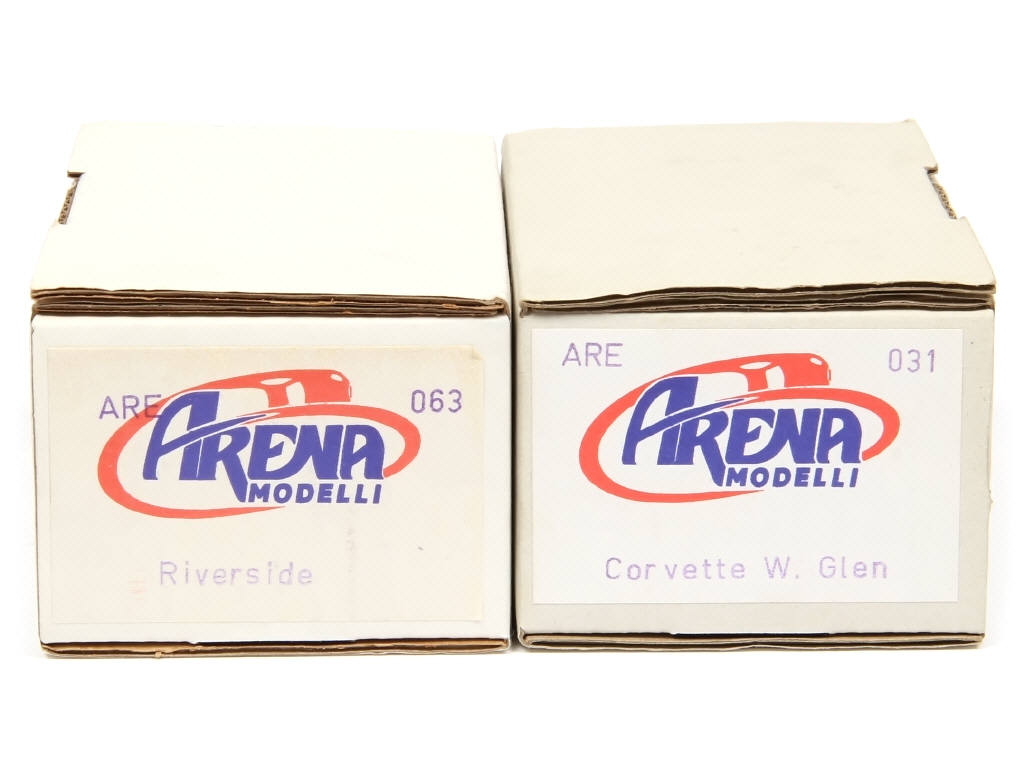 ARE 063
ARENA
MODELLI
Riverside
ARE 031
ARENA
MODELLI
Corvette W. Glen